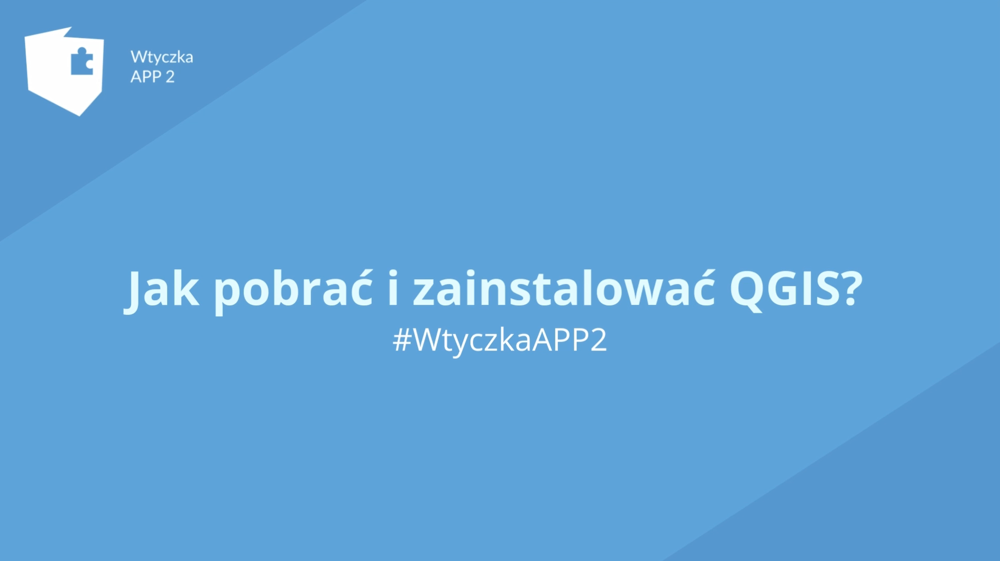 Wtyczka
APP 2
Jak pobrać i zainstalować QGIS?
#WtyczkaAPP2